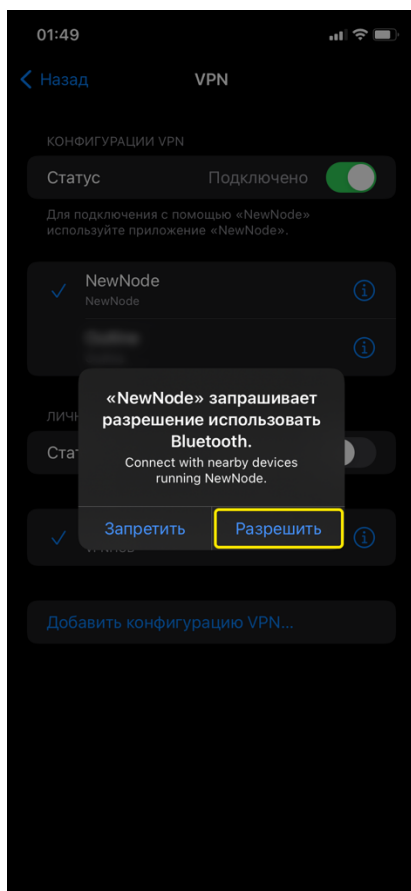 01:49
Назад
VPN
КОНФИГУРАЦИИ VPN
Статус Подключено
Для подключения с помощью «NewNode»
используйте приложение «NewNode».
NewNode
NewNode
«NewNode» запрашивает
разрешение использовать
Bluetooth.
Connect with nearby devices
running NewNode.
Запретить Разрешить
Добавить конфигурацию VPN...